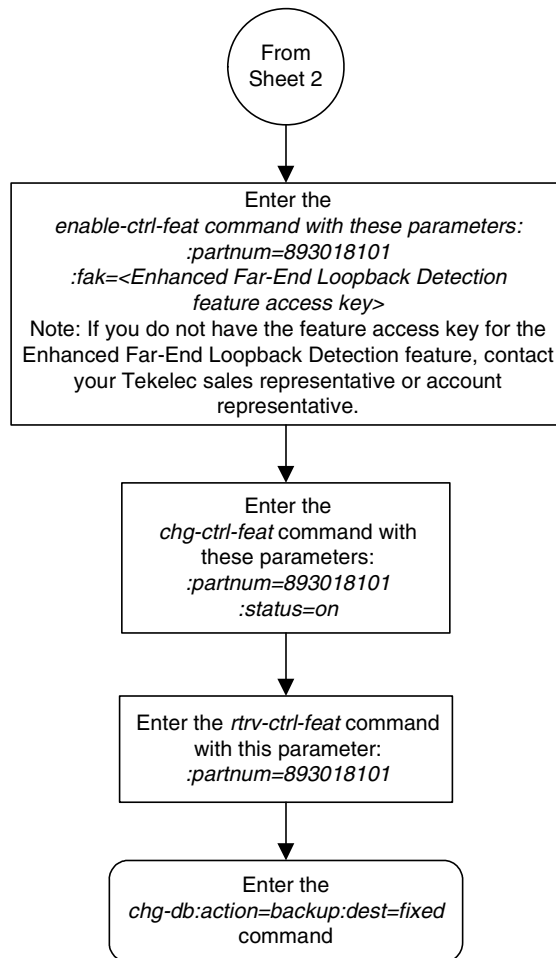 From
Sheet 2
Enter the
enable-ctrl-feat command with these parameters:
:partnum=893018101
:fak=<Enhanced Far-End Loopback Detection
feature access key>
Note: If you do not have the feature access key for the
Enhanced Far-End Loopback Detection feature, contact
your Tekelec sales representative or account
representative.
Enter the
chg-ctrl-feat command with
these parameters:
:partnum=893018101
:status=on
Enter the rtrv-ctrl-feat command
with this parameter:
:partnum=893018101
Enter the
chg-db:action=backup:dest=fixed
command